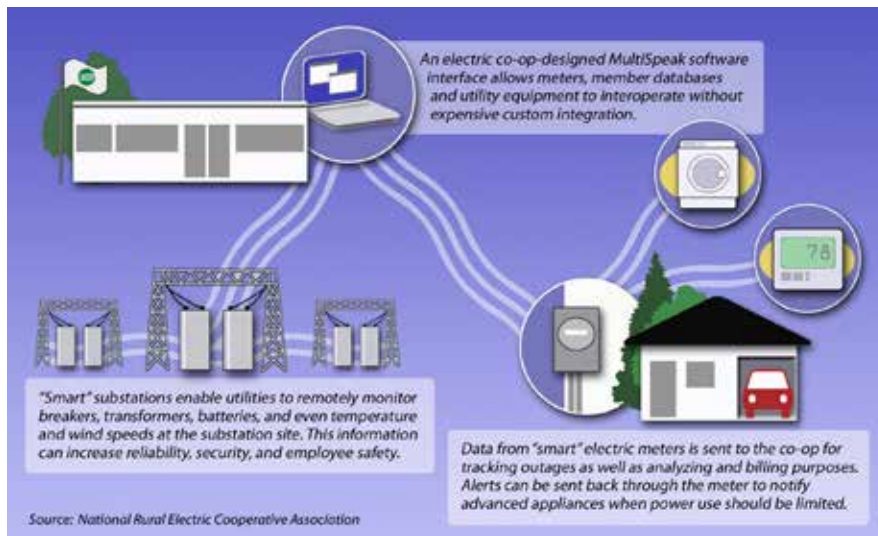 An electric co-op-designed MultiSpeak software
interface allows meters, member databases
and utility equipment to interoperate without
expensive custom integration.
78
"Smart" substations enable utilities to remotely monitor
breakers, transformers, batteries, and even temperature
and wind speeds at the substation site. This information
can increase reliability, security, and employee safety.
Data from "smart" electric meters is sent to the co-op for
tracking outages as well as analyzing and billing purposes.
Alerts can be sent back through the meter to notify
advanced appliances when power use should be limited.
Source: National Rural Electric Cooperative Association